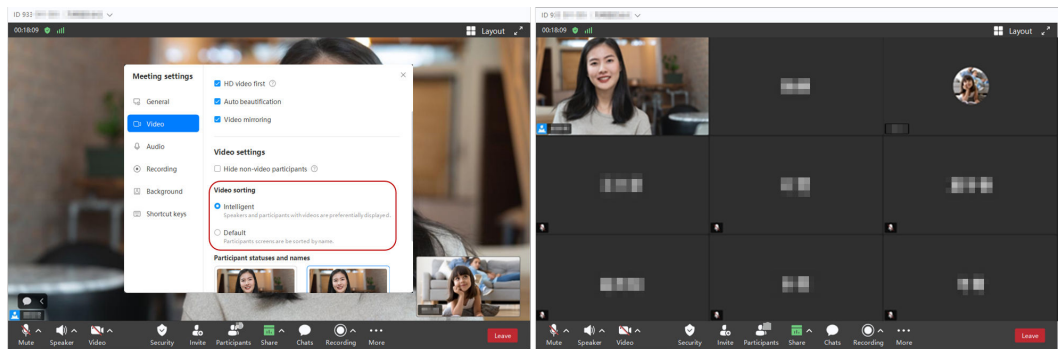 ID 933
00:18:09
Layout
Meeting settings
General
Video
Audio
Recording
Background
Shortcut keys
HD video first
Auto beautification
Video mirroring
Video settings
Hide non-video participants
Video sorting
Intelligent
Speakers and participants with videos are preferentially displayed.
Default
Participants screens are be sorted by name.
Participant statuses and names
Mute Speaker Video Security Invite Participants Share Chats Recording More Leave
ID 9
00:18:09
Layout
Mute Speaker Video Security Invite Participants Share Chats Recording More Leave